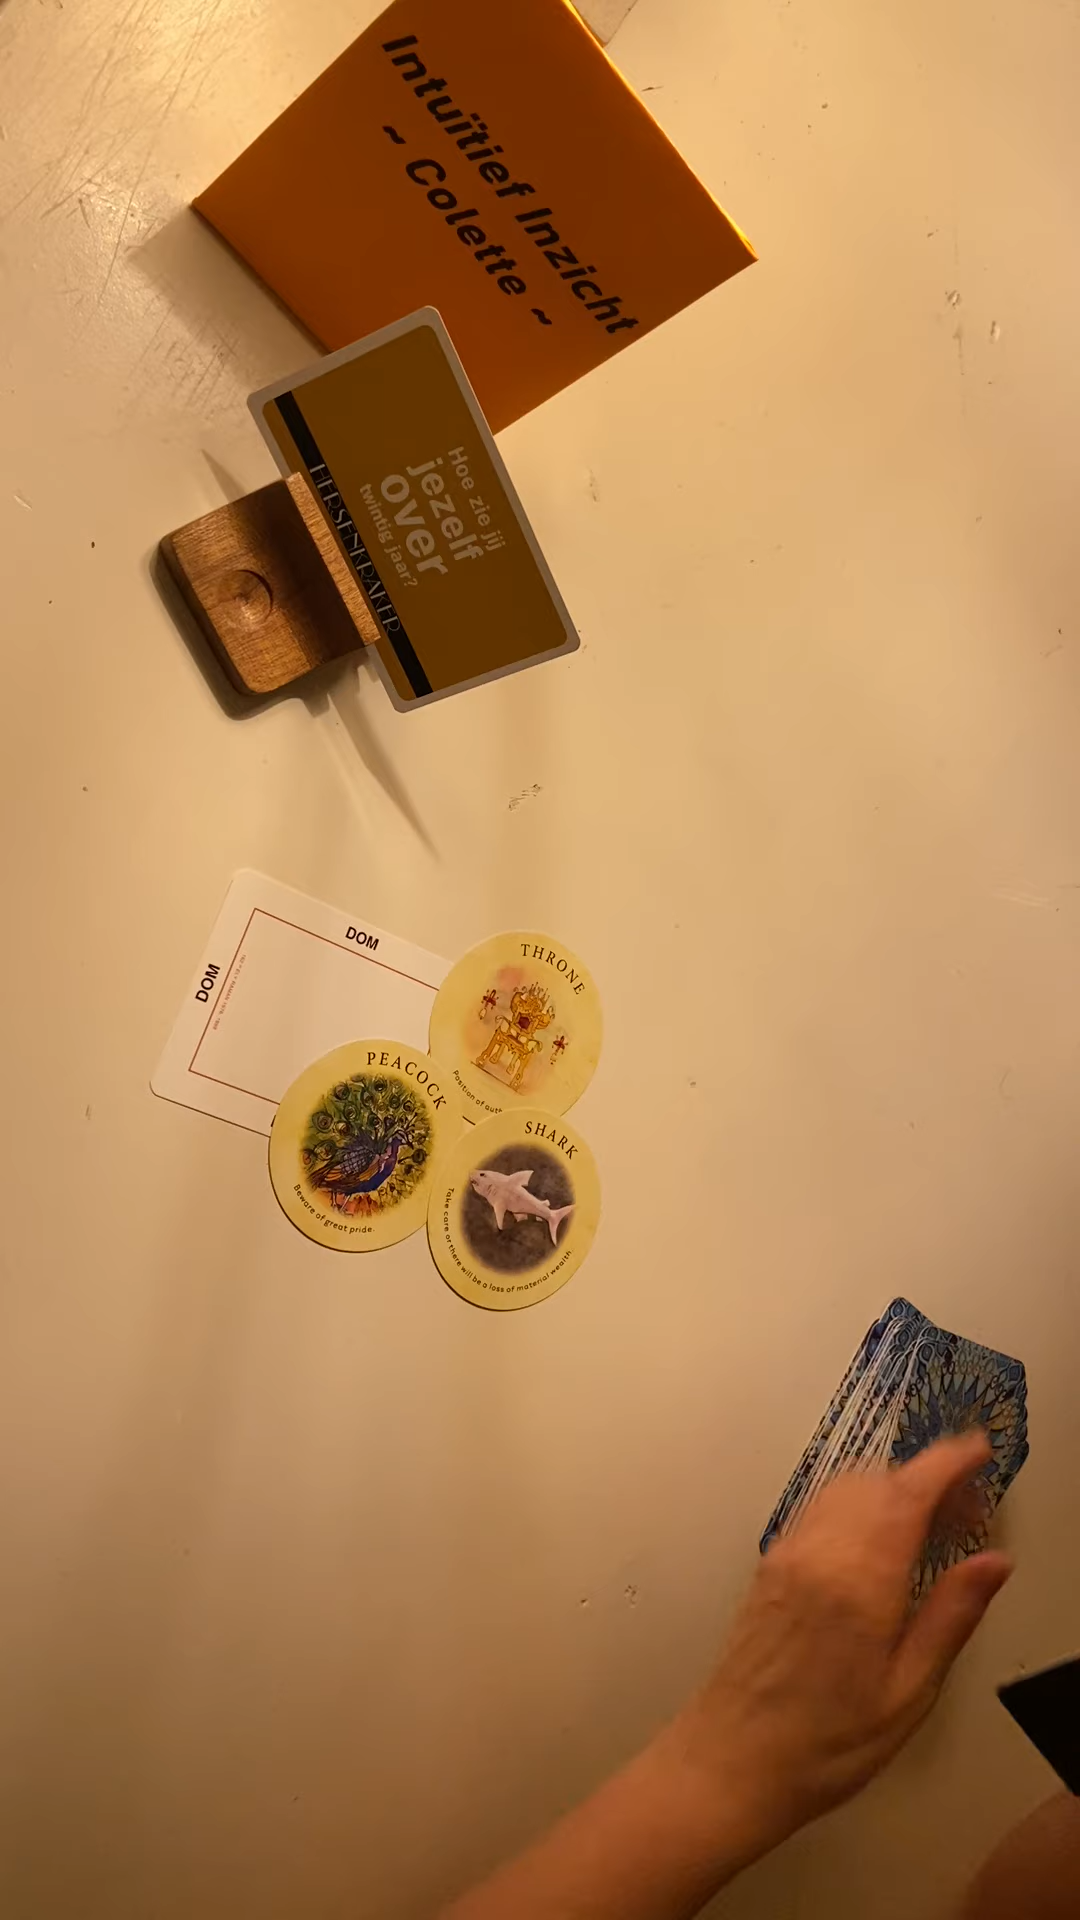 Intuïtief Inzicht
~ Colette ~
Hoe zie jij
jezelf
over
twintig jaar?
HERSENKRAKER
DOM
DOM
THRONE
Position of
PEACOCK
Beware of great pride.
SHARK
Take care or there will be a loss of material wealth.